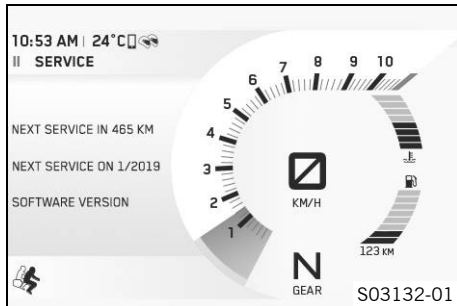 10:53 AM | 24°C
II SERVICE
NEXT SERVICE IN 465 KM
NEXT SERVICE ON 1/2019
SOFTWARE VERSION
1
2
3
4
5
6
7
8
9
10
0
KM/H
N
GEAR
123 KM
S03132-01